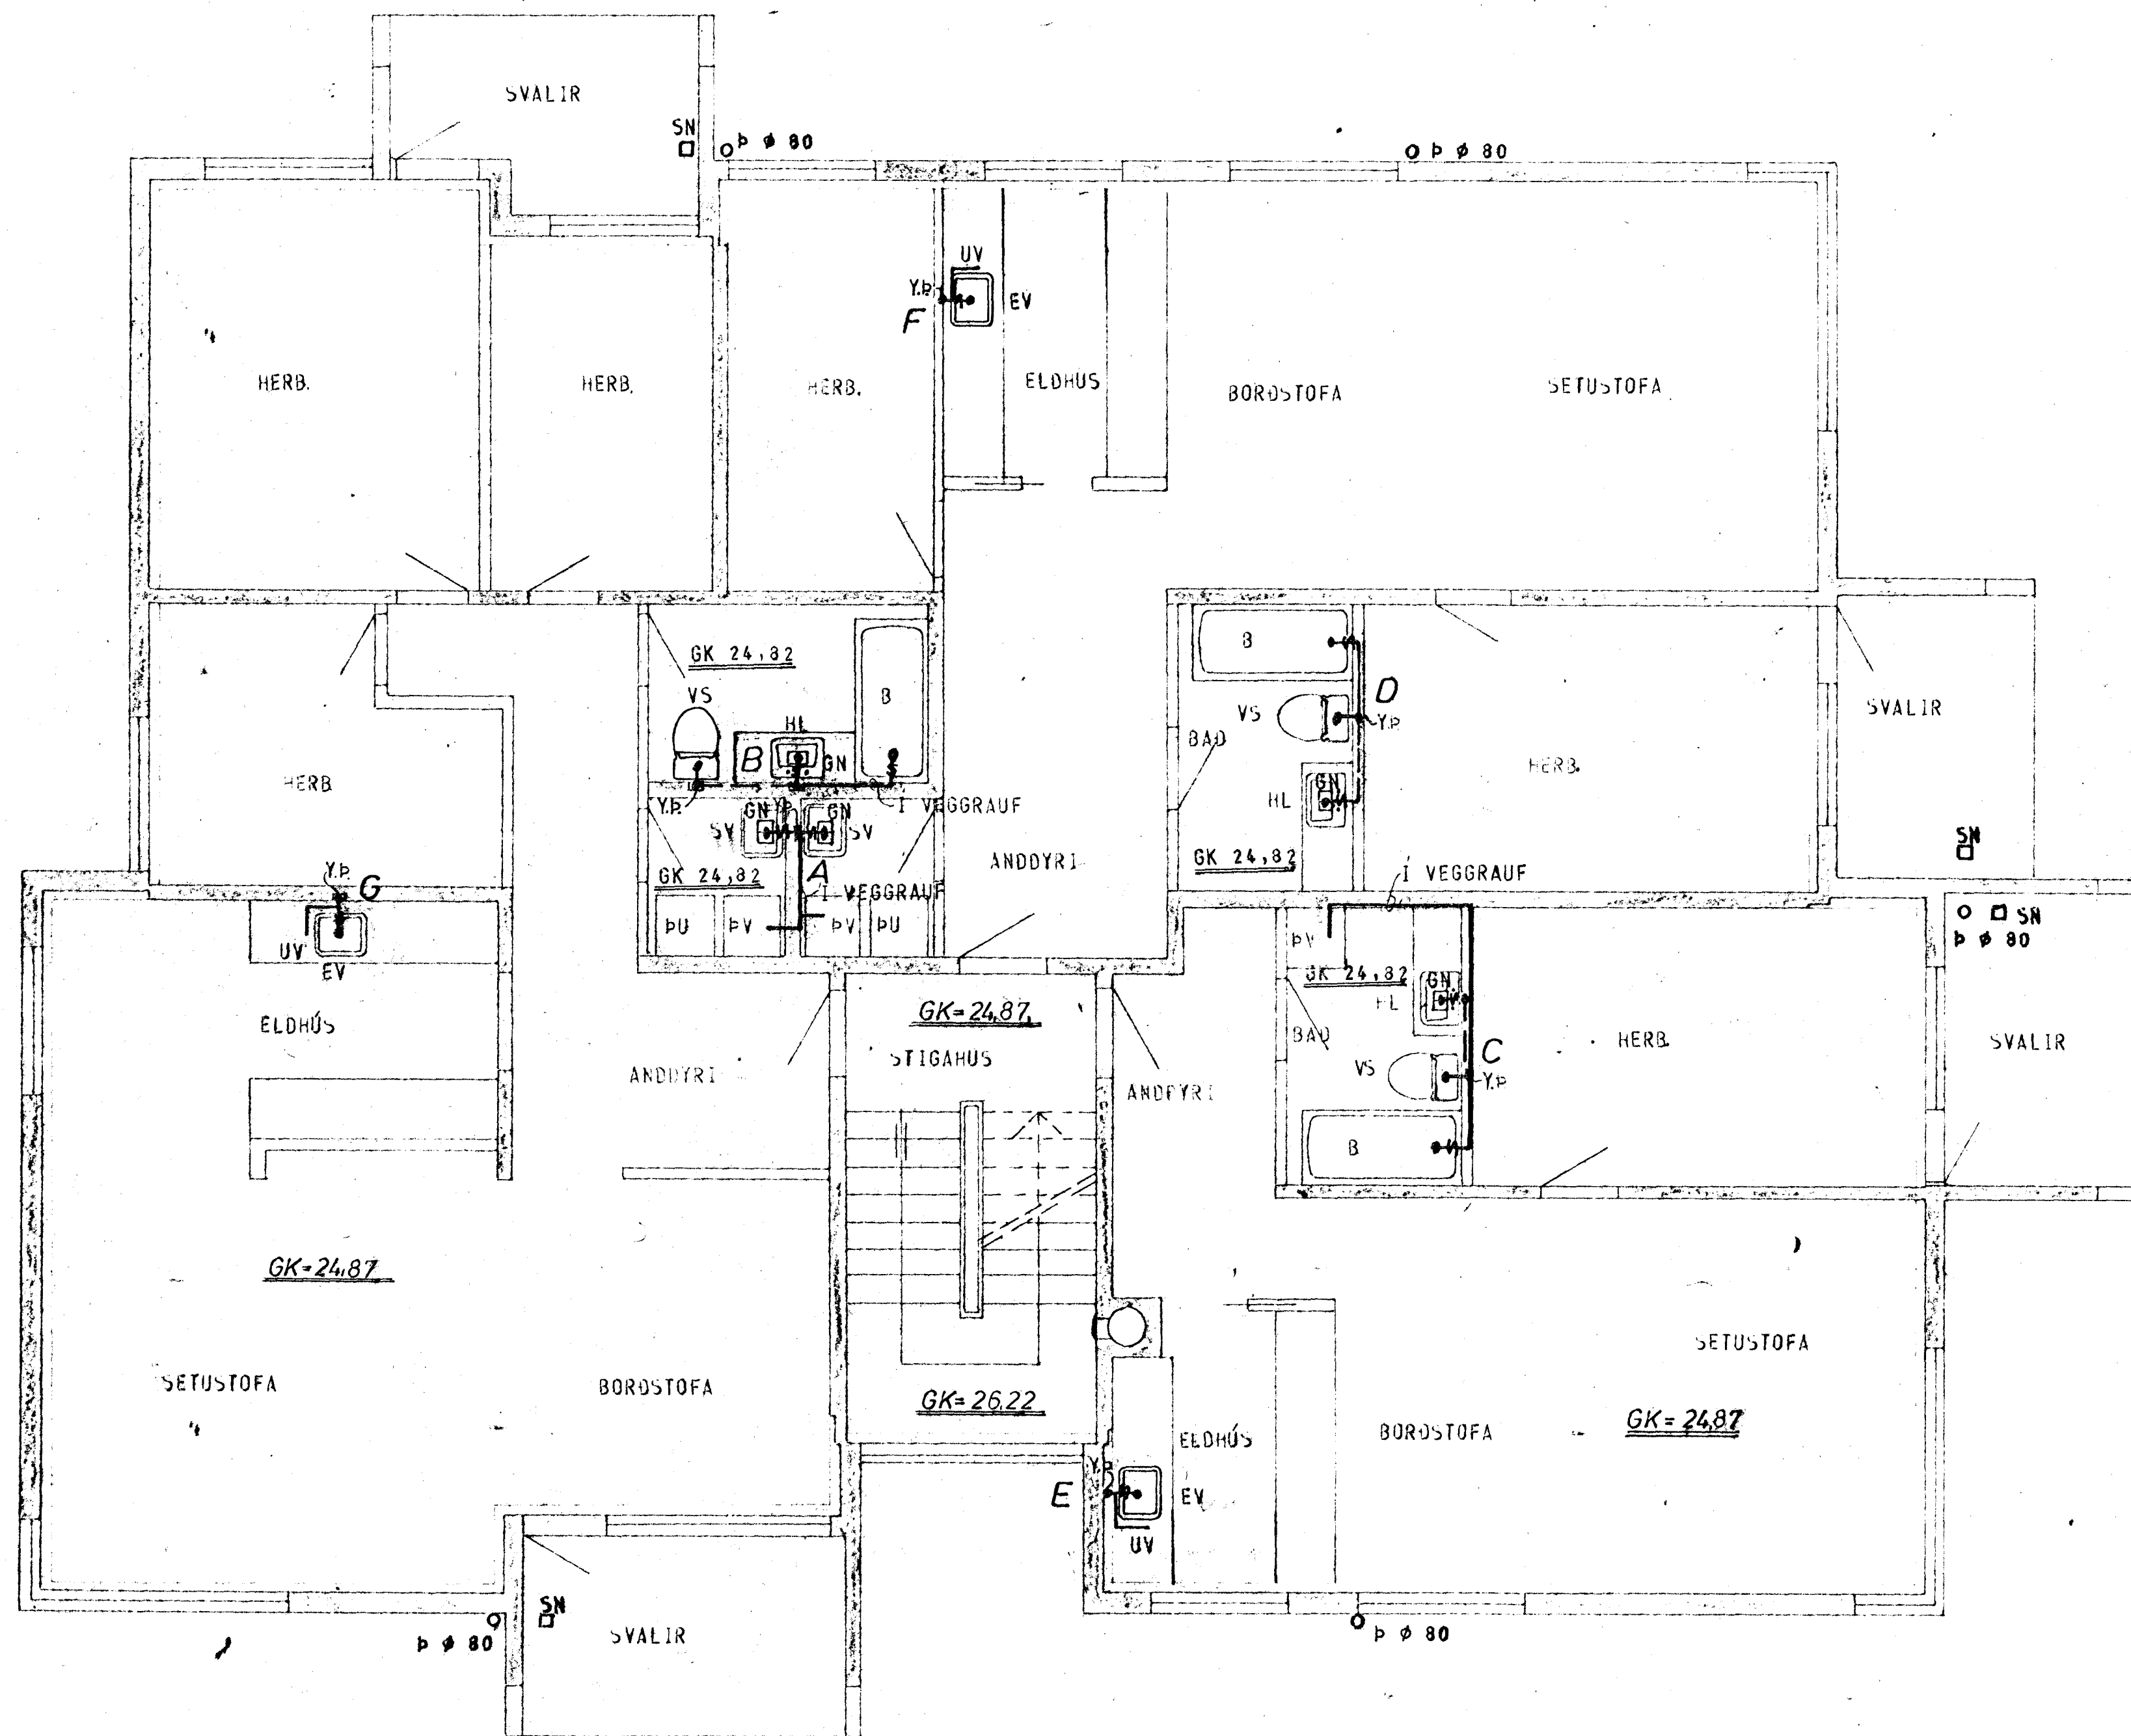 SVALIR
SN
Þ Ø 80
Þ Ø 80
UV
Y.Þ.
EV
F
HERB.
HERB.
HERB.
ELDHÚS
BORÐSTOFA
SETUSTOFA
GK 24,82
VS
B
HL
B
GN
Y.Þ.
Í VEGGRAUF
GN
Y.Þ.
GN
SV
SV
A
GK 24,82
Í VEGGRAUF
ÞU
ÞV
ÞV
ÞU
HERB.
ANDDYRI
B
D
VS
Y.Þ.
BAÐ
GN
HL
GK 24,82
HERB.
SVALIR
SN
Í VEGGRAUF
Y.Þ.
G
UV
EV
ELDHÚS
ANDDYRI
GK=24,87
STIGAHÚS
ANDDYRI
ÞV
GK 24,82
GN
HL
BAÐ
VS
C
Y.Þ.
B
HERB.
SN
Þ Ø 80
SVALIR
GK=24,87
SETUSTOFA
BORÐSTOFA
GK=26,22
SETUSTOFA
ELDHÚS
BORÐSTOFA
GK=24,87
Y.Þ.
E
EV
UV
SN
Þ Ø 80
SVALIR
Þ Ø 80